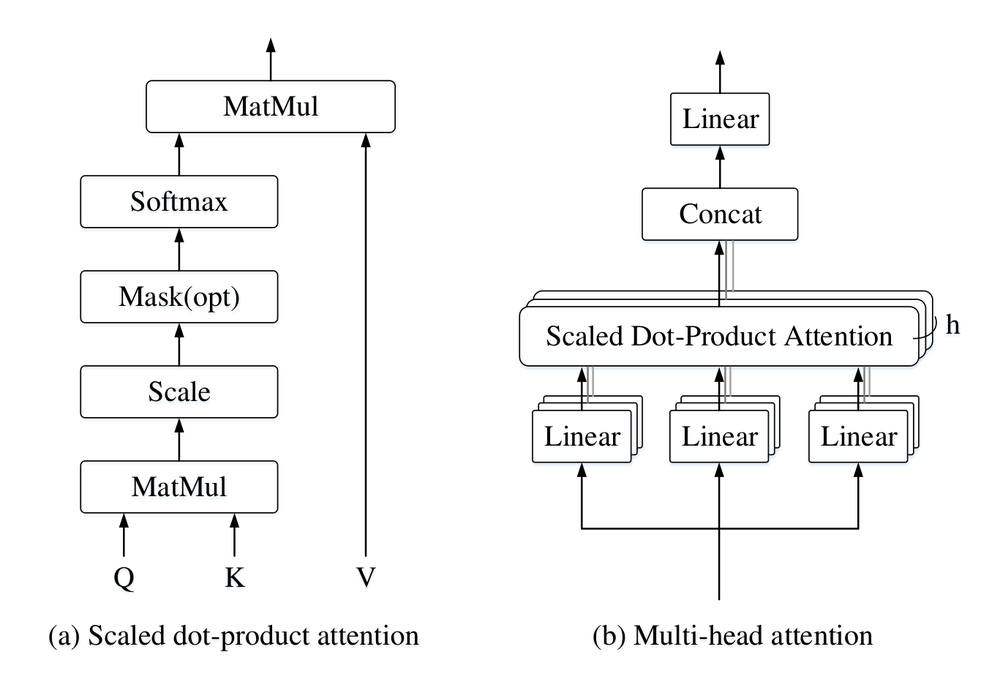 MatMul
Softmax
Mask(opt)
Scale
MatMul
Q K V
(a) Scaled dot-product attention
Linear
Concat
Scaled Dot-Product Attention h
Linear Linear Linear
(b) Multi-head attention